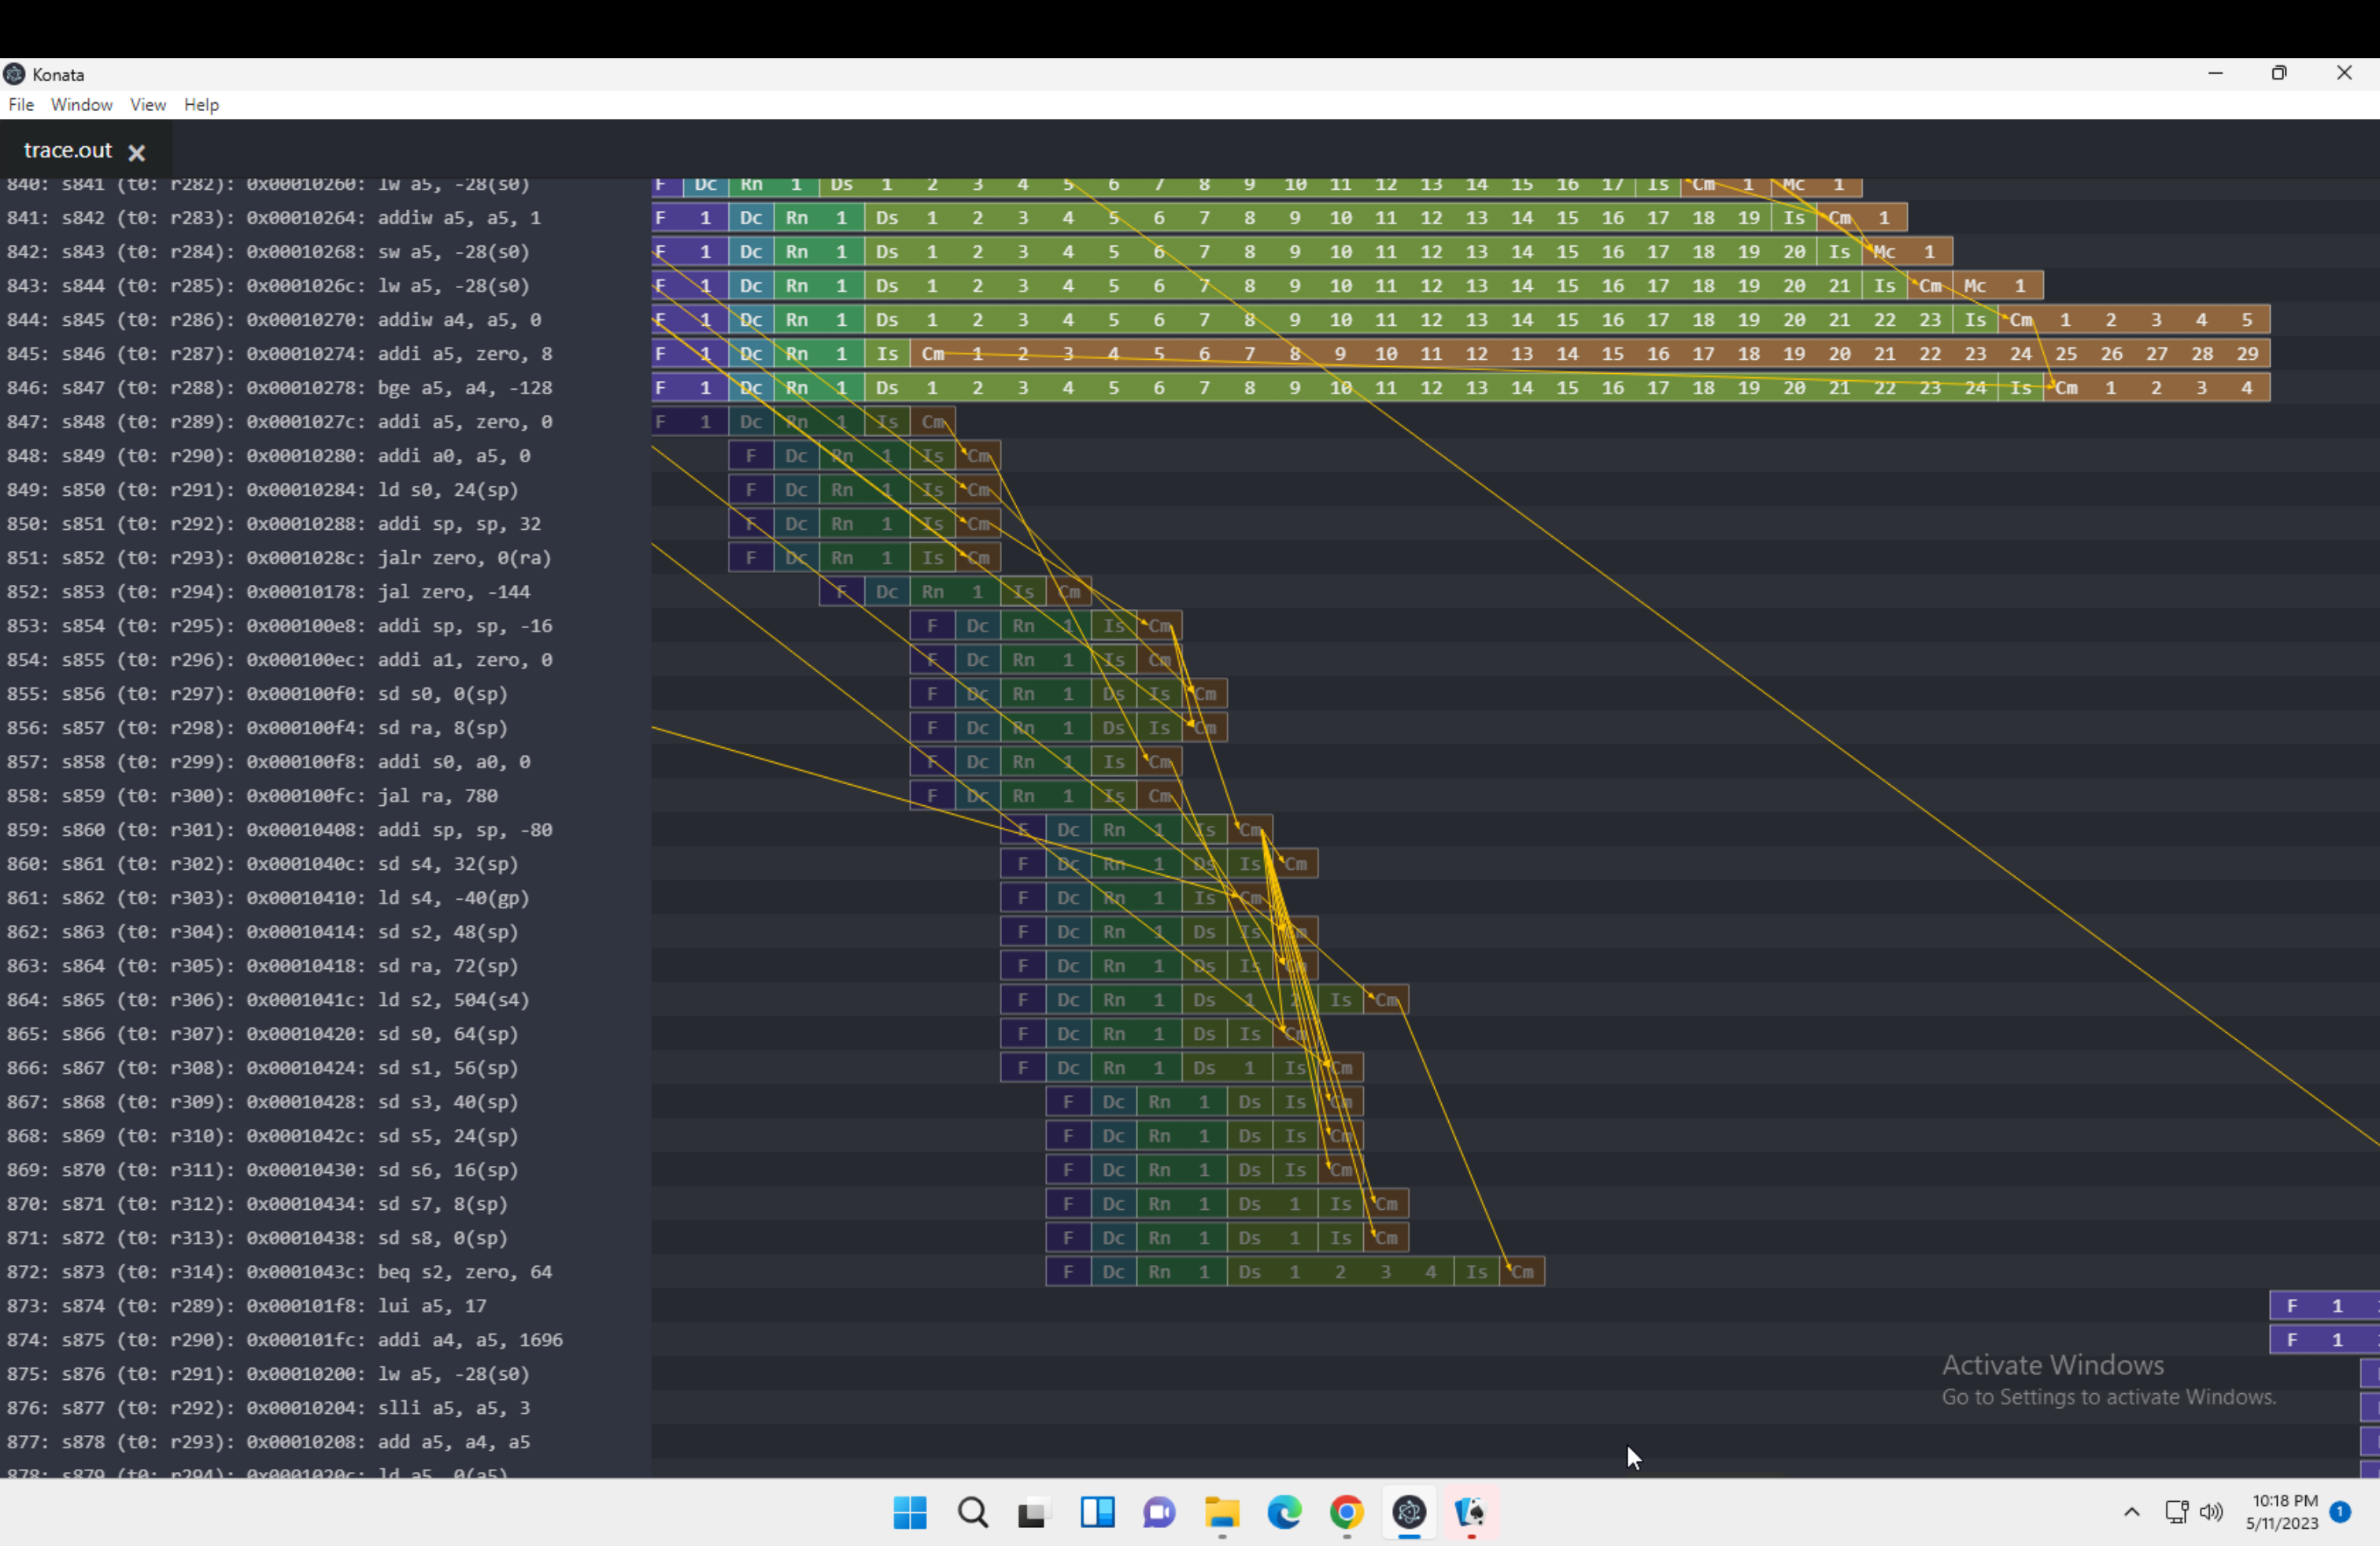 Konata
File Window View Help
trace.out
840: s841 (t0: r282): 0x00010260: lw a5, -28(s0) F Dc Rn 1 Ds 1 2 3 4 5 6 7 8 9 10 11 12 13 14 15 16 17 Is Cm 1 Mc 1
841: s842 (t0: r283): 0x00010264: addiw a5, a5, 1 F 1 Dc Rn 1 Ds 1 2 3 4 5 6 7 8 9 10 11 12 13 14 15 16 17 18 19 Is Cm 1
842: s843 (t0: r284): 0x00010268: sw a5, -28(s0) F 1 Dc Rn 1 Ds 1 2 3 4 5 6 7 8 9 10 11 12 13 14 15 16 17 18 19 20 Is Mc 1
843: s844 (t0: r285): 0x0001026c: lw a5, -28(s0) F 1 Dc Rn 1 Ds 1 2 3 4 5 6 7 8 9 10 11 12 13 14 15 16 17 18 19 20 21 Is Cm Mc 1
844: s845 (t0: r286): 0x00010270: addiw a4, a5, 0 F 1 Dc Rn 1 Ds 1 2 3 4 5 6 7 8 9 10 11 12 13 14 15 16 17 18 19 20 21 22 23 Is Cm 1 2 3 4 5
845: s846 (t0: r287): 0x00010274: addi a5, zero, 8 F 1 Dc Rn 1 Is Cm 1 2 3 4 5 6 7 8 9 10 11 12 13 14 15 16 17 18 19 20 21 22 23 24 25 26 27 28 29
846: s847 (t0: r288): 0x00010278: bge a5, a4, -128 F 1 Dc Rn 1 Ds 1 2 3 4 5 6 7 8 9 10 11 12 13 14 15 16 17 18 19 20 21 22 23 24 Is Cm 1 2 3 4
847: s848 (t0: r289): 0x0001027c: addi a5, zero, 0 F 1 Dc Rn 1 Is Cm
848: s849 (t0: r290): 0x00010280: addi a0, a5, 0 F Dc Rn 1 Is Cm
849: s850 (t0: r291): 0x00010284: ld s0, 24(sp) F Dc Rn 1 Is Cm
850: s851 (t0: r292): 0x00010288: addi sp, sp, 32 F Dc Rn 1 Is Cm
851: s852 (t0: r293): 0x0001028c: jalr zero, 0(ra) F Dc Rn 1 Is Cm
852: s853 (t0: r294): 0x00010178: jal zero, -144 F Dc Rn 1 Is Cm
853: s854 (t0: r295): 0x000100e8: addi sp, sp, -16 F Dc Rn 1 Is Cm
854: s855 (t0: r296): 0x000100ec: addi a1, zero, 0 F Dc Rn 1 Is Cm
855: s856 (t0: r297): 0x000100f0: sd s0, 0(sp) F Dc Rn 1 Ds Is Cm
856: s857 (t0: r298): 0x000100f4: sd ra, 8(sp) F Dc Rn 1 Ds Is Cm
857: s858 (t0: r299): 0x000100f8: addi s0, a0, 0 F Dc Rn 1 Is Cm
858: s859 (t0: r300): 0x000100fc: jal ra, 780 F Dc Rn 1 Is Cm
859: s860 (t0: r301): 0x00010408: addi sp, sp, -80 F Dc Rn 1 Is Cm
860: s861 (t0: r302): 0x0001040c: sd s4, 32(sp) F Dc Rn 1 Ds Is Cm
861: s862 (t0: r303): 0x00010410: ld s4, -40(gp) F Dc Rn 1 Is Cm
862: s863 (t0: r304): 0x00010414: sd s2, 48(sp) F Dc Rn 1 Ds Is Cm
863: s864 (t0: r305): 0x00010418: sd ra, 72(sp) F Dc Rn 1 Ds Is Cm
864: s865 (t0: r306): 0x0001041c: ld s2, 504(s4) F Dc Rn 1 Ds 1 2 Is Cm
865: s866 (t0: r307): 0x00010420: sd s0, 64(sp) F Dc Rn 1 Ds Is Cm
866: s867 (t0: r308): 0x00010424: sd s1, 56(sp) F Dc Rn 1 Ds 1 Is Cm
867: s868 (t0: r309): 0x00010428: sd s3, 40(sp) F Dc Rn 1 Ds Is Cm
868: s869 (t0: r310): 0x0001042c: sd s5, 24(sp) F Dc Rn 1 Ds Is Cm
869: s870 (t0: r311): 0x00010430: sd s6, 16(sp) F Dc Rn 1 Ds Is Cm
870: s871 (t0: r312): 0x00010434: sd s7, 8(sp) F Dc Rn 1 Ds 1 Is Cm
871: s872 (t0: r313): 0x00010438: sd s8, 0(sp) F Dc Rn 1 Ds 1 Is Cm
872: s873 (t0: r314): 0x0001043c: beq s2, zero, 64 F Dc Rn 1 Ds 1 2 3 4 Is Cm
873: s874 (t0: r289): 0x000101f8: lui a5, 17 F 1
874: s875 (t0: r290): 0x000101fc: addi a4, a5, 1696 F 1
875: s876 (t0: r291): 0x00010200: lw a5, -28(s0)
876: s877 (t0: r292): 0x00010204: slli a5, a5, 3
877: s878 (t0: r293): 0x00010208: add a5, a4, a5
878: s879 (t0: r294): 0x0001020c: ld a5, 0(a5)
Activate Windows
Go to Settings to activate Windows.
10:18 PM
5/11/2023
1